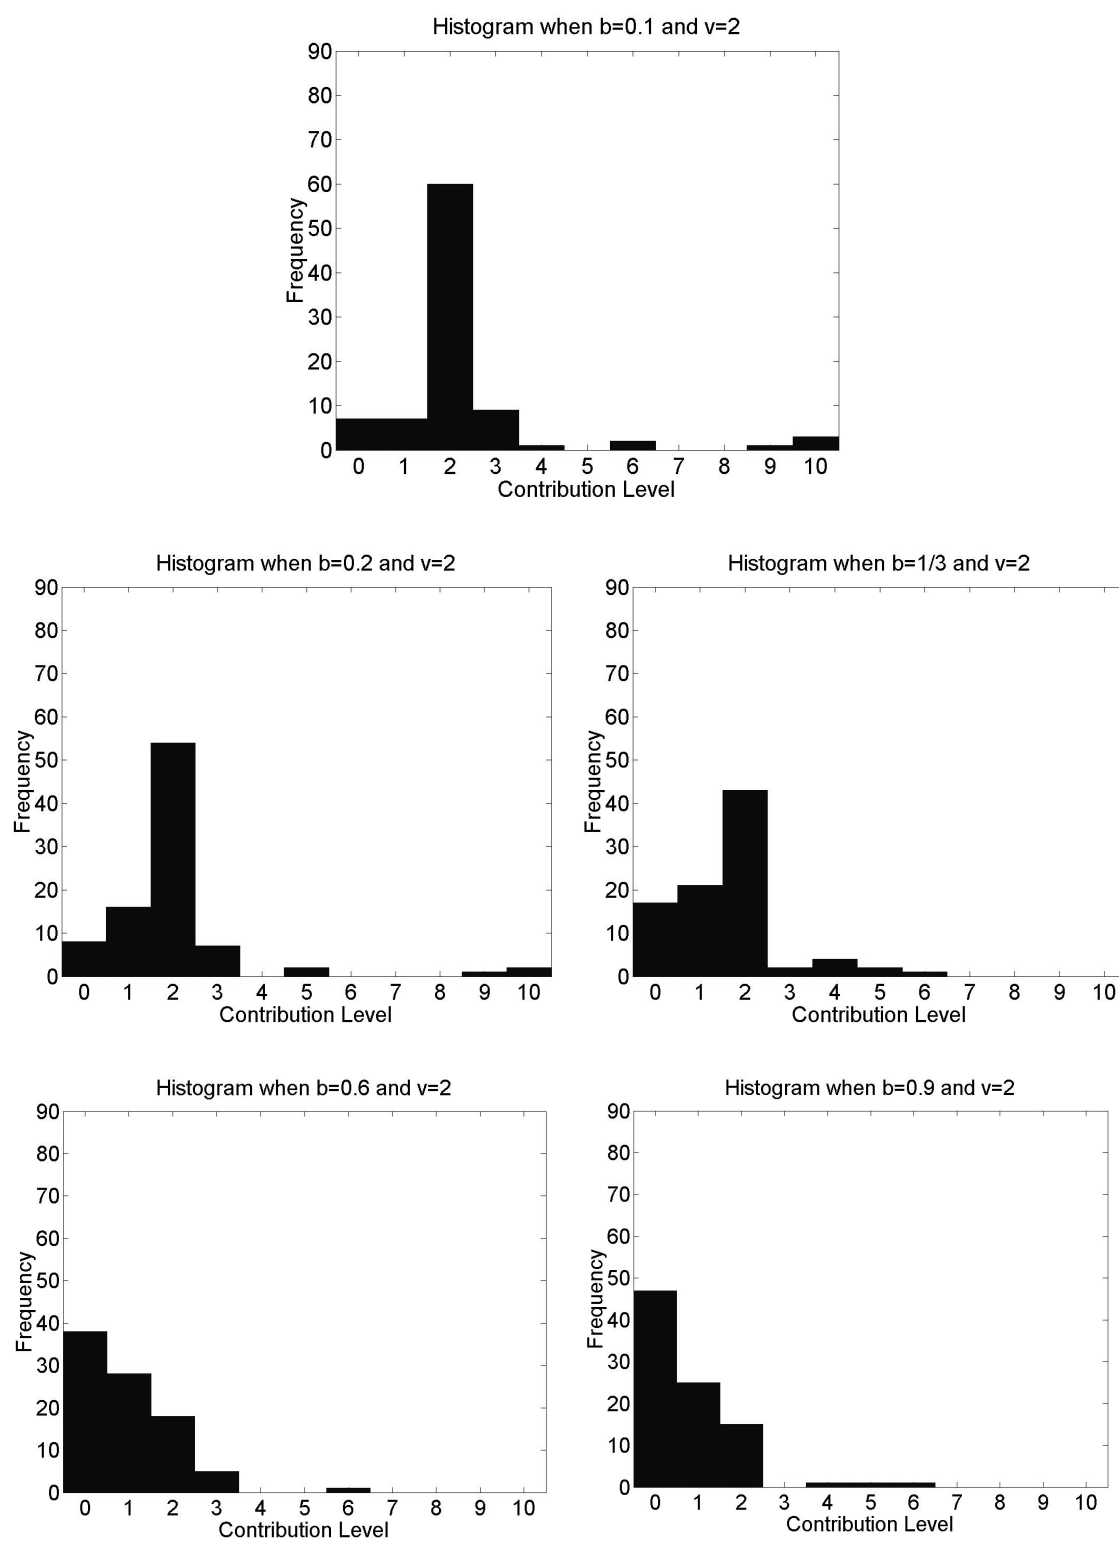 Histogram when b=0.1 and v=2
90
80
70
60
50
40
30
20
10
0
Frequency
0 1 2 3 4 5 6 7 8 9 10
Contribution Level
Histogram when b=0.2 and v=2
90
80
70
60
50
40
30
20
10
0
Frequency
0 1 2 3 4 5 6 7 8 9 10
Contribution Level
Histogram when b=1/3 and v=2
90
80
70
60
50
40
30
20
10
0
Frequency
0 1 2 3 4 5 6 7 8 9 10
Contribution Level
Histogram when b=0.6 and v=2
90
80
70
60
50
40
30
20
10
0
Frequency
0 1 2 3 4 5 6 7 8 9 10
Contribution Level
Histogram when b=0.9 and v=2
90
80
70
60
50
40
30
20
10
0
Frequency
0 1 2 3 4 5 6 7 8 9 10
Contribution Level